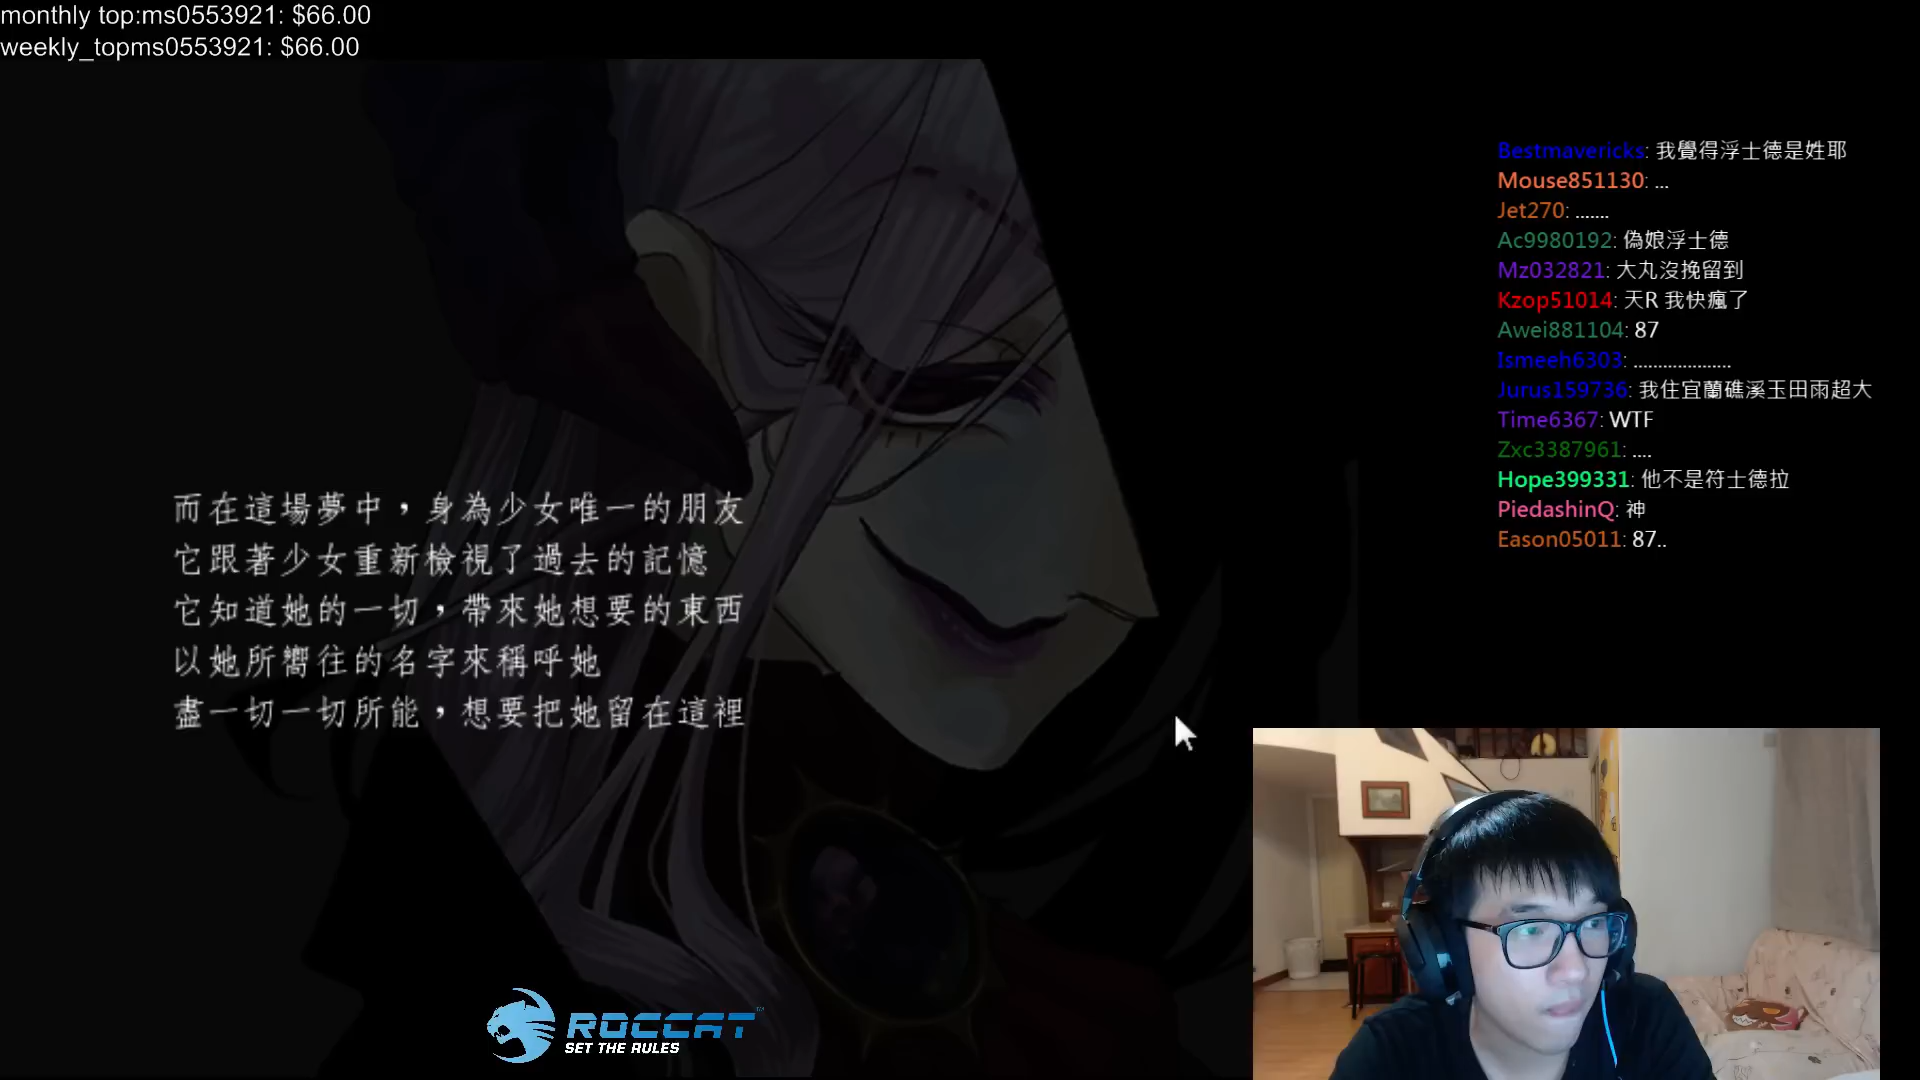 monthly top:ms0553921: $66.00
weekly_topms0553921: $66.00
而在這場夢中，身為少女唯一的朋友
它跟著少女重新檢視了過去的記憶
它知道她的一切，帶來她想要的東西
以她所嚮往的名字來稱呼她
盡一切一切所能，想要把她留在這裡
Bestmavericks: 我覺得浮士德是姓耶
Mouse851130: ...
Jet270: .......
Ac9980192: 偽娘浮士德
Mz032821: 大丸沒挽留到
Kzop51014: 天R 我快瘋了
Awei881104: 87
Ismeeh6303: ....................
Jurus159736: 我住宜蘭礁溪玉田雨超大
Time6367: WTF
Zxc3387961: ....
Hope399331: 他不是符士德拉
PiedashinQ: 神
Eason05011: 87..
ROCCAT™
SET THE RULES